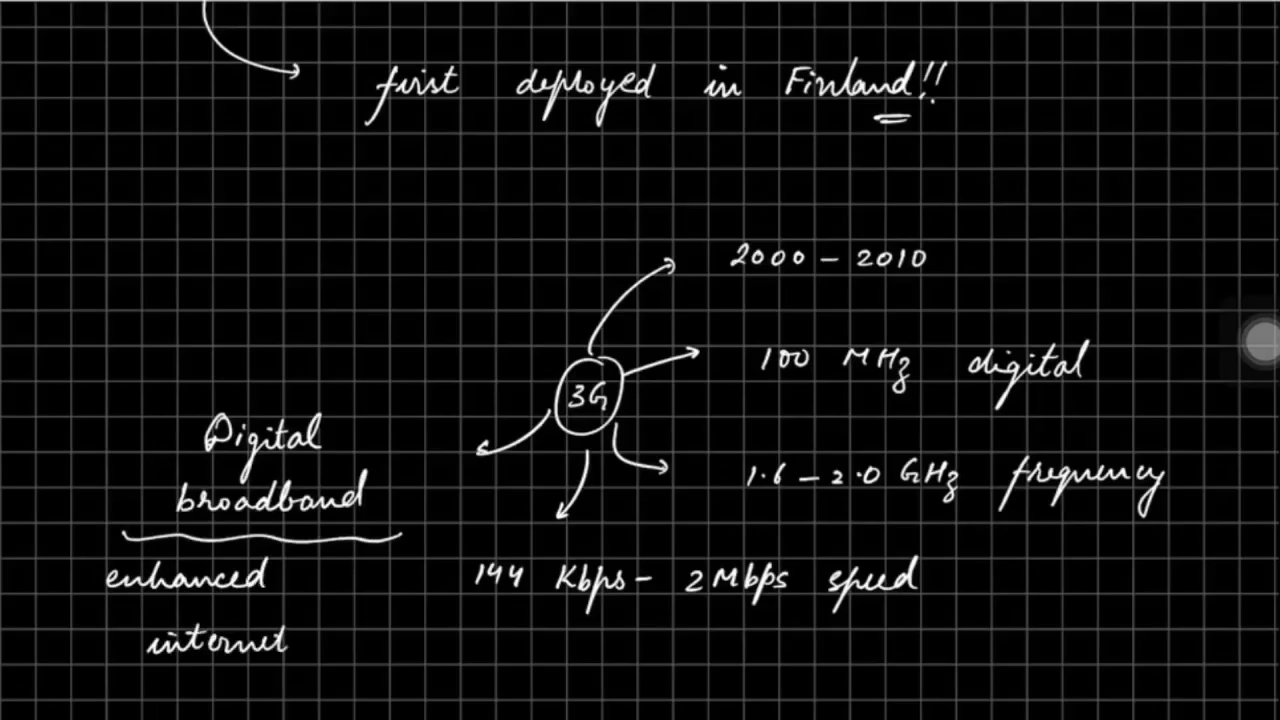 first deployed in Finland!!
2000 - 2010
100 MHz digital
3G
Digital
broadband
1.6 - 2.0 GHz frequency
enhanced
144 Kbps - 2 Mbps speed
internet